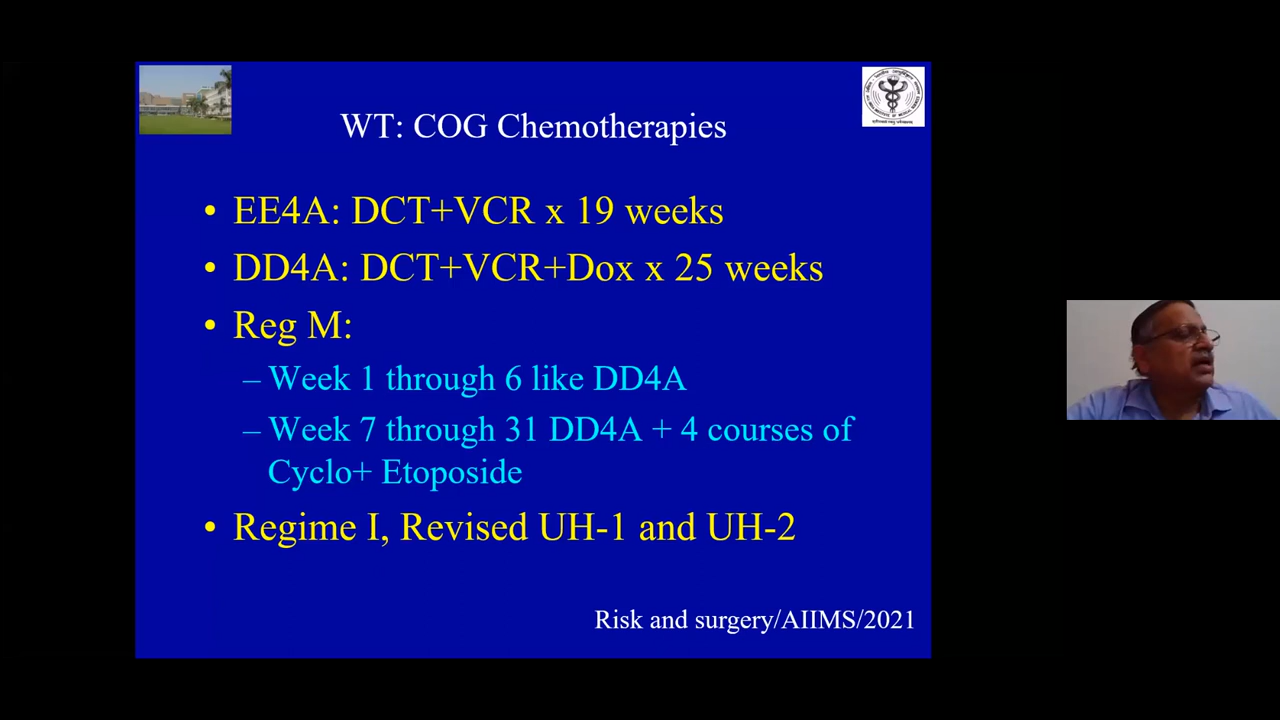 WT: COG Chemotherapies
• EE4A: DCT+VCR x 19 weeks
• DD4A: DCT+VCR+Dox x 25 weeks
• Reg M:
– Week 1 through 6 like DD4A
– Week 7 through 31 DD4A + 4 courses of
Cyclo+ Etoposide
• Regime I, Revised UH-1 and UH-2
Risk and surgery/AIIMS/2021